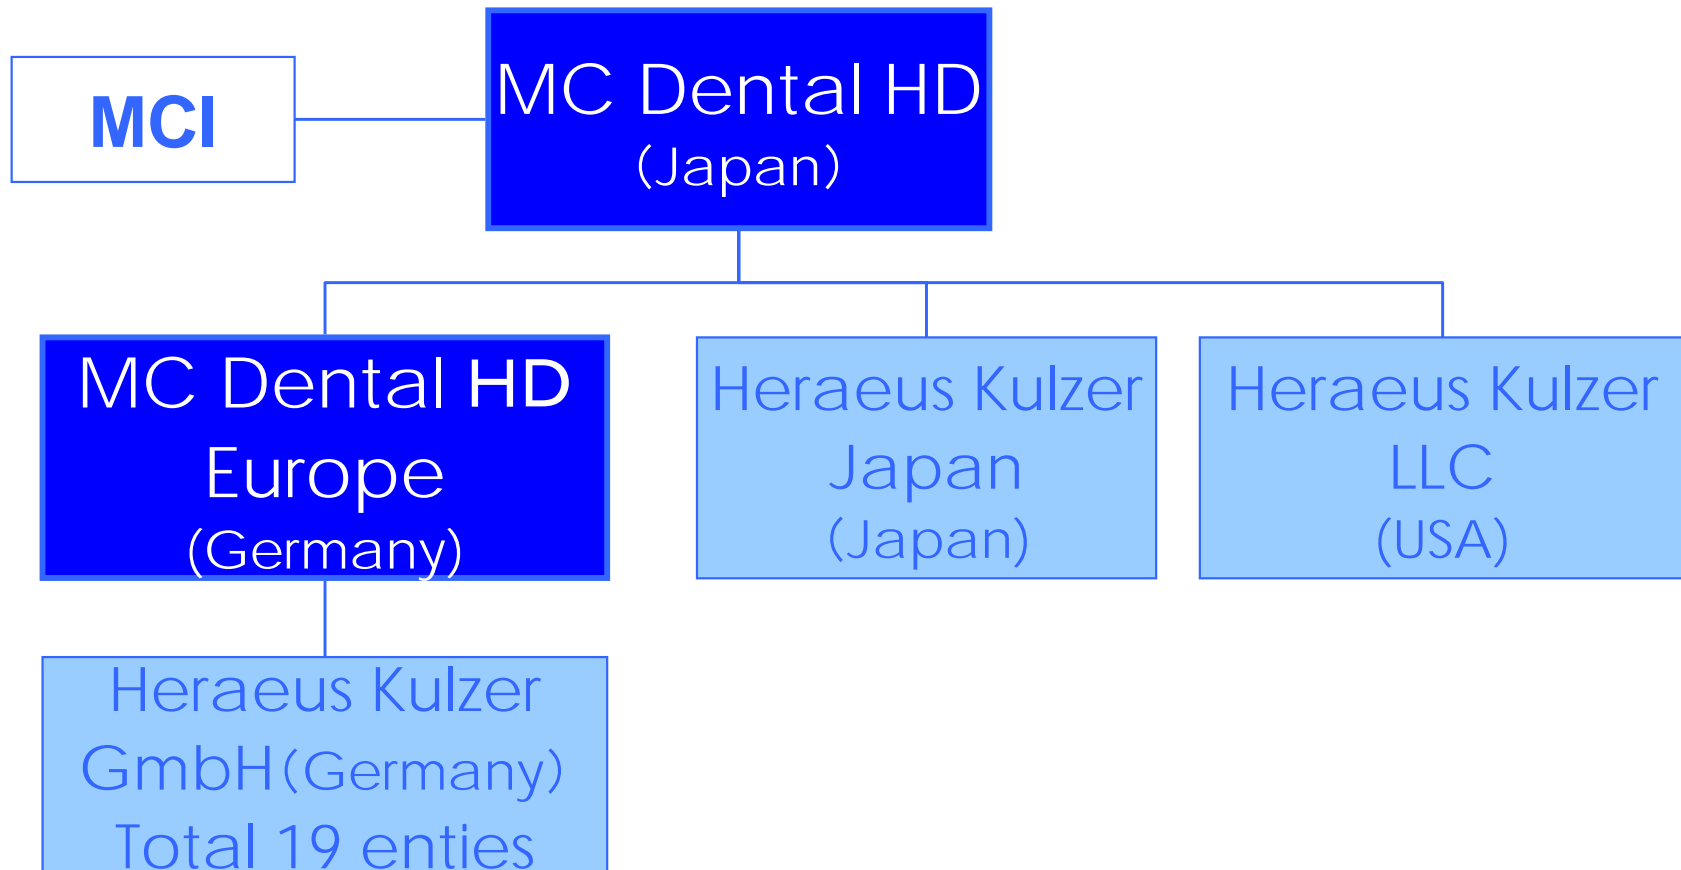 MCI
MC Dental HD
(Japan)
MC Dental HD
Europe
(Germany)
Heraeus Kulzer
Japan
(Japan)
Heraeus Kulzer
LLC
(USA)
Heraeus Kulzer
GmbH(Germany)
Total 19 enties